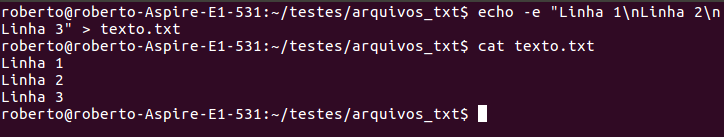 roberto@roberto-Aspire-E1-531:~/testes/arquivos_txt$ echo -e "Linha 1\nLinha 2\n
Linha 3" > texto.txt
roberto@roberto-Aspire-E1-531:~/testes/arquivos_txt$ cat texto.txt
Linha 1
Linha 2
Linha 3
roberto@roberto-Aspire-E1-531:~/testes/arquivos_txt$